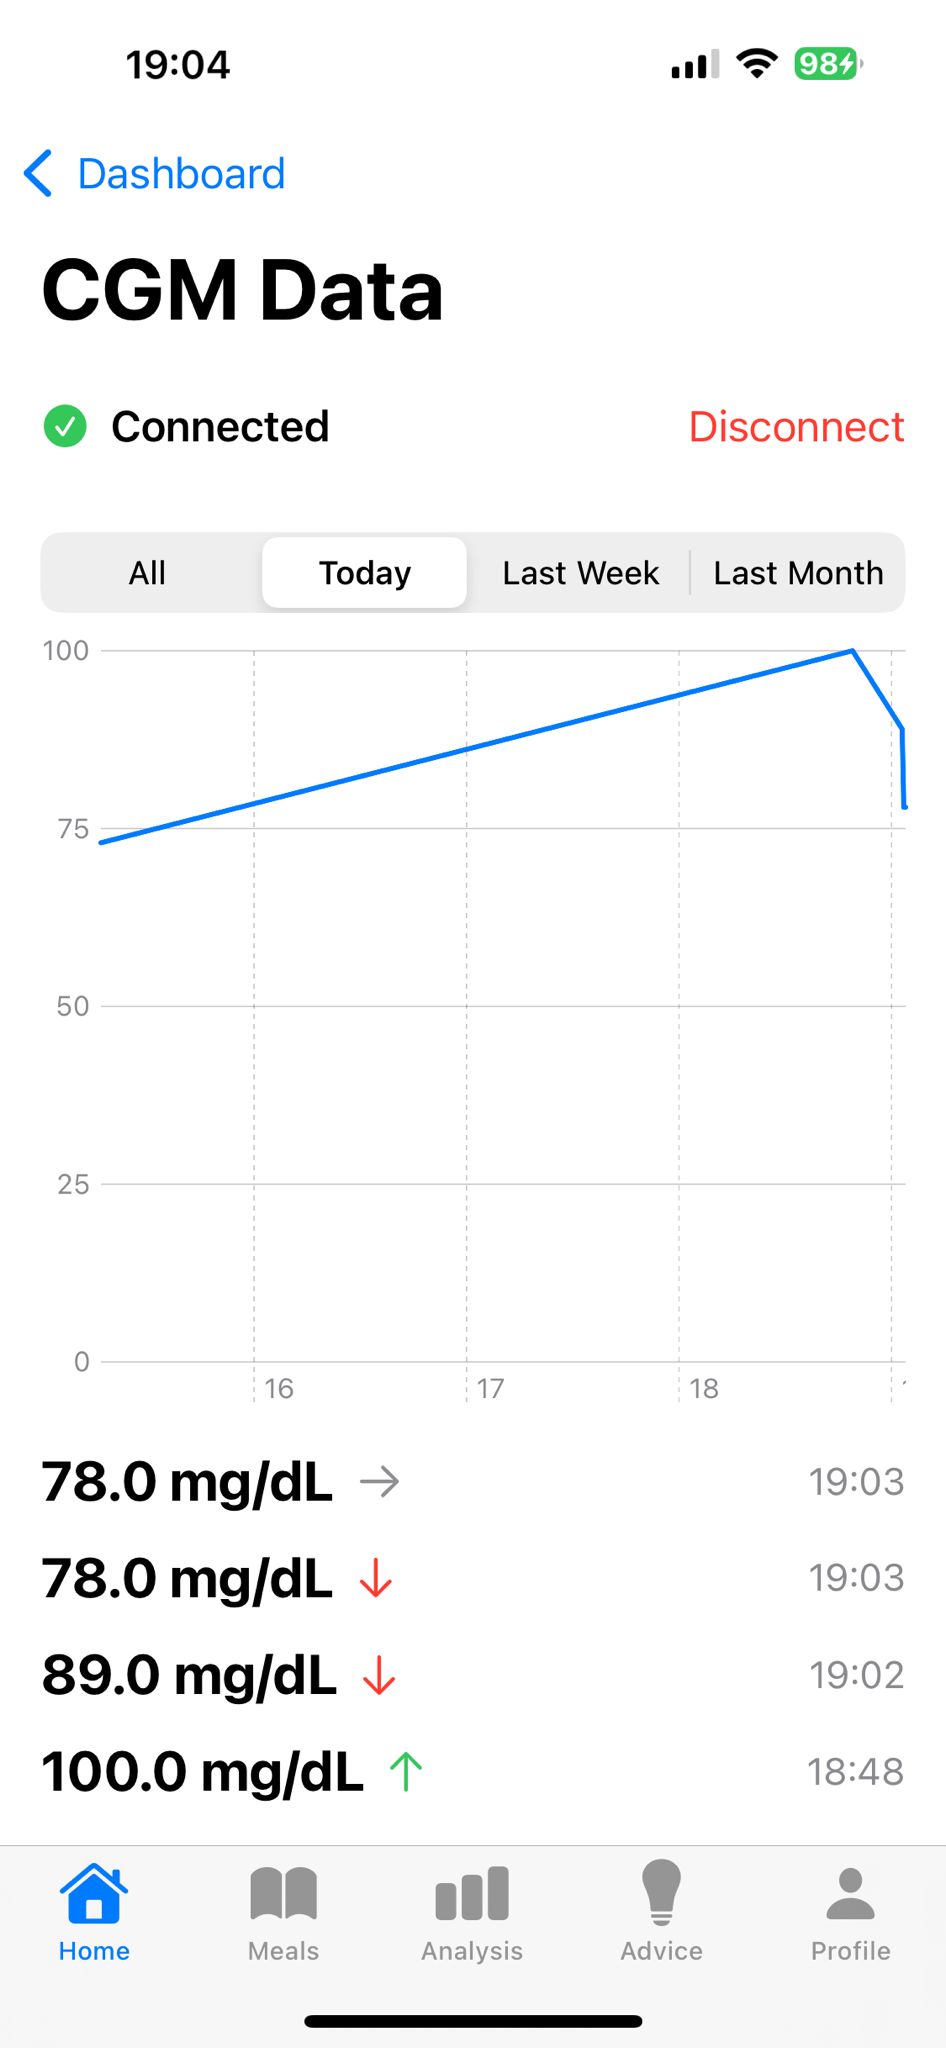 19:04 98
Dashboard
CGM Data
Connected Disconnect
All Today Last Week Last Month
100
75
50
25
0
16 17 18
78.0 mg/dL → 19:03
78.0 mg/dL ↓ 19:03
89.0 mg/dL ↓ 19:02
100.0 mg/dL ↑ 18:48
Home Meals Analysis Advice Profile